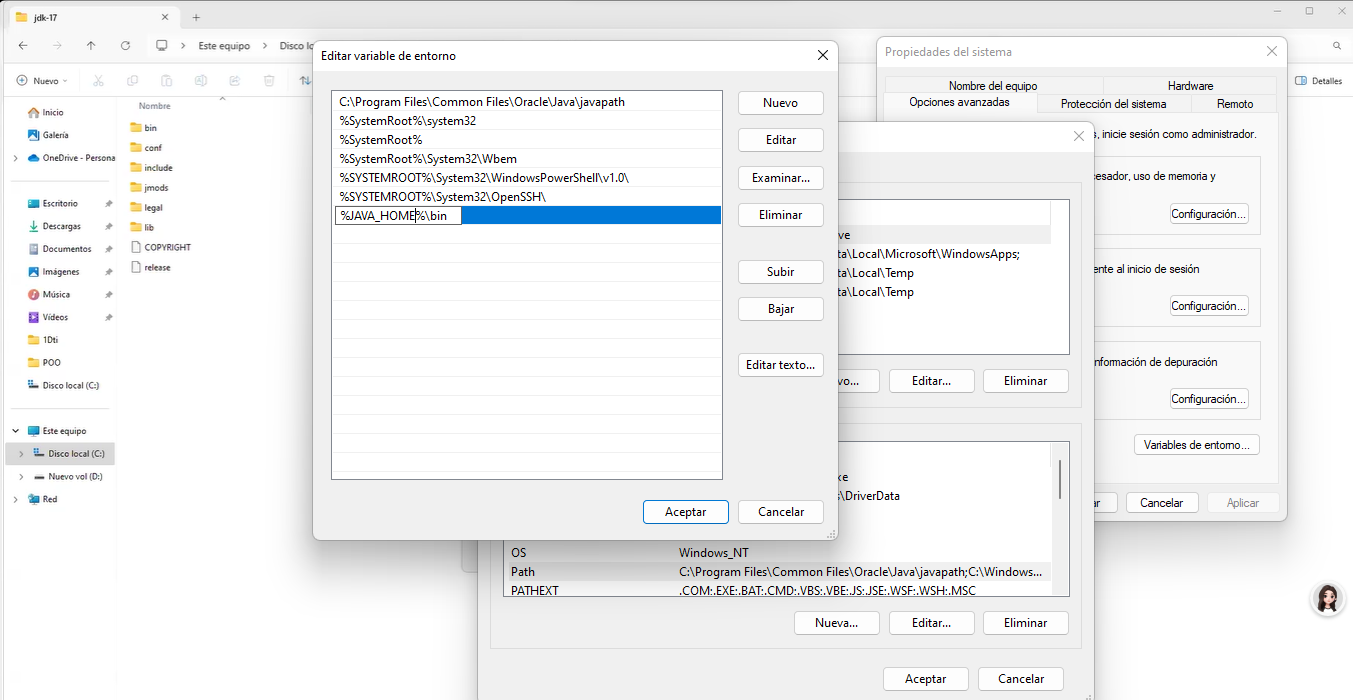 jdk-17
Este equipo
Disco lo
Nuevo
Detalles
Inicio
Galería
OneDrive - Persona
Escritorio
Descargas
Documentos
Imágenes
Música
Vídeos
1Dti
POO
Disco local (C:)
Este equipo
Disco local (C:)
Nuevo vol (D:)
Red
Nombre
bin
conf
include
jmods
legal
lib
COPYRIGHT
release
Editar variable de entorno
C:\Program Files\Common Files\Oracle\Java\javapath
%SystemRoot%\system32
%SystemRoot%
%SystemRoot%\System32\Wbem
%SYSTEMROOT%\System32\WindowsPowerShell\v1.0\
%SYSTEMROOT%\System32\OpenSSH\
%JAVA_HOME%\bin
Nuevo
Editar
Examinar...
Eliminar
Subir
Bajar
Editar texto...
Aceptar
Cancelar
ve
ta\Local\Microsoft\WindowsApps;
ta\Local\Temp
ta\Local\Temp
vo...
Editar...
Eliminar
xe
s\DriverData
OS
Windows_NT
Path
C:\Program Files\Common Files\Oracle\Java\javapath;C:\Windows...
PATHEXT
.COM;.EXE;.BAT;.CMD;.VBS;.VBE;.JS;.JSE;.WSF;.WSH;.MSC
Nueva...
Editar...
Eliminar
Aceptar
Cancelar
Propiedades del sistema
Nombre del equipo
Hardware
Opciones avanzadas
Protección del sistema
Remoto
s, inicie sesión como administrador.
cesador, uso de memoria y
Configuración...
ente al inicio de sesión
Configuración...
nformación de depuración
Configuración...
Variables de entorno...
ar
Cancelar
Aplicar